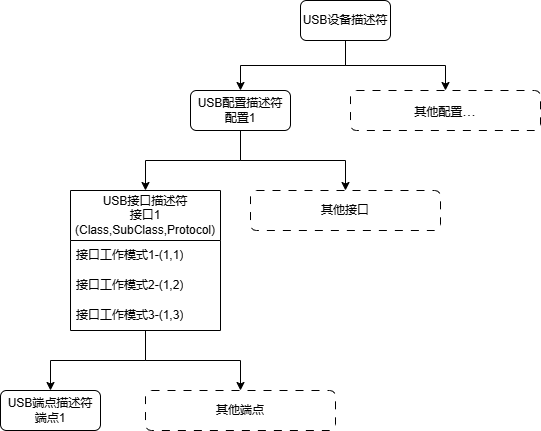 USB设备描述符
USB配置描述符
配置1
其他配置...
USB接口描述符
接口1
(Class,SubClass,Protocol)
其他接口
接口工作模式1-(1,1)
接口工作模式2-(1,2)
接口工作模式3-(1,3)
USB端点描述符
端点1
其他端点